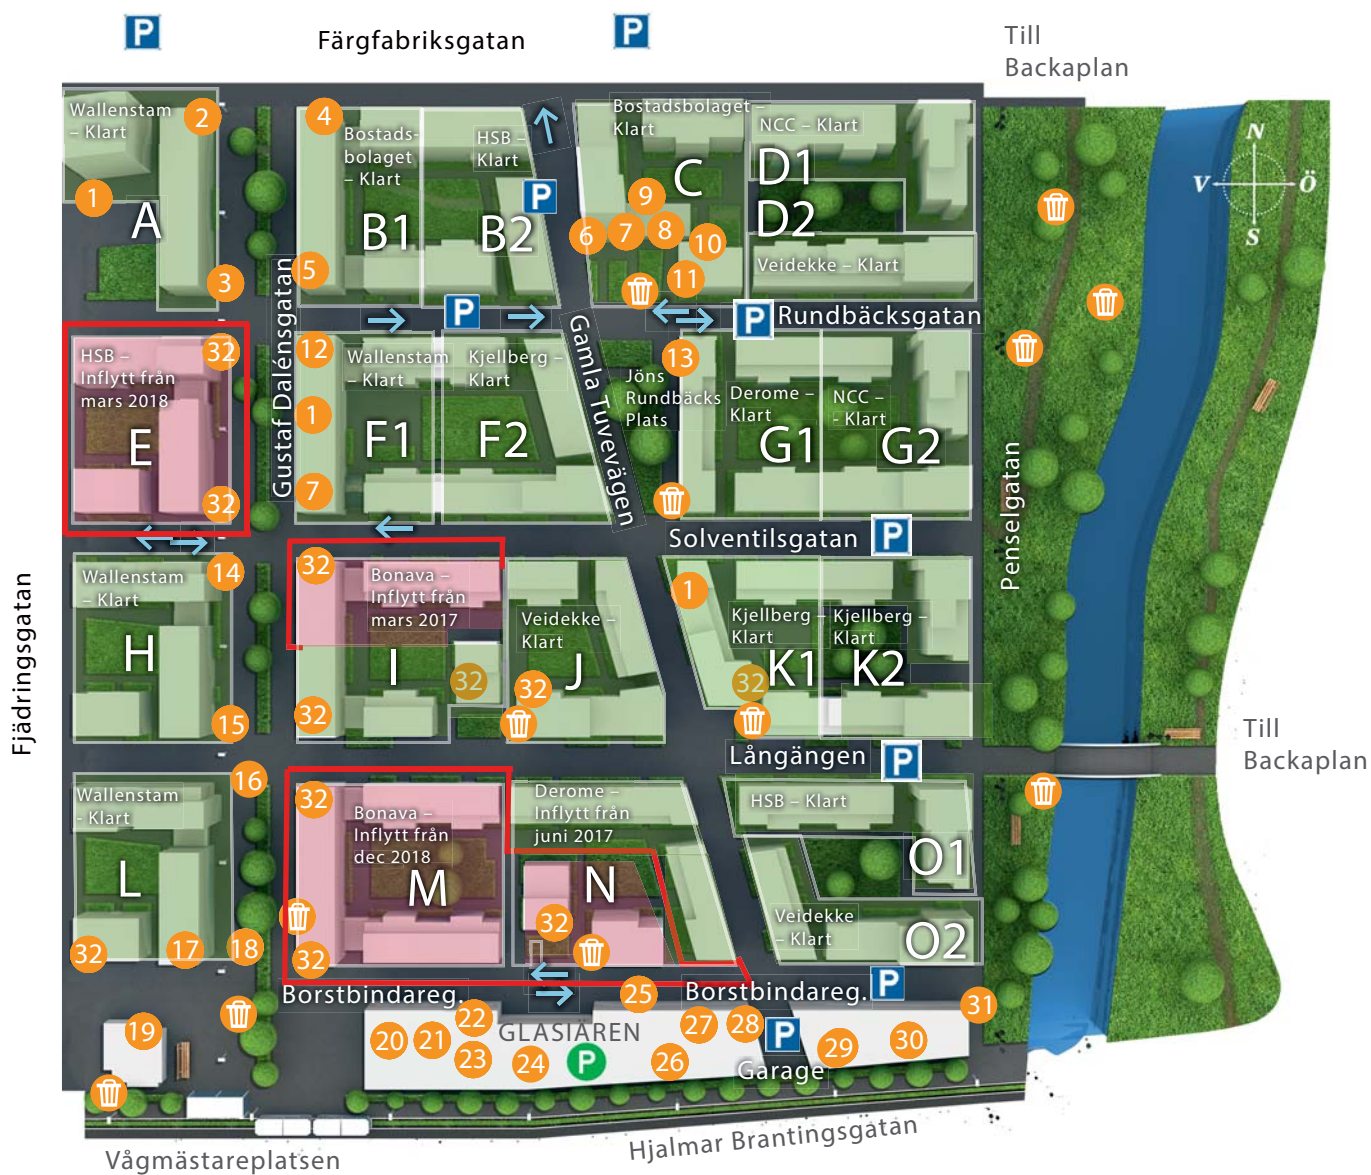 P
P
Färgfabriksgatan
Till
Backaplan
Wallenstam
– Klart
2
1
A
3
4
Bostads-
bolaget
– Klart
B1
5
HSB –
Klart
P
B2
Bostadsbolaget –
Klart
C
9
6
7
8
10
11
NCC – Klart
D1
D2
Veidekke – Klart
N
V
Ö
S
Gustaf Dalénsgatan
P
P
Rundbäcksgatan
HSB –
Inflytt från
mars 2018
32
E
32
12
Wallenstam
– Klart
1
F1
7
Kjellberg –
Klart
F2
Gamla Tuvevägen
Jöns
Rundbäcks
Plats
13
Derome –
Klart
G1
NCC –
- Klart
G2
Penselgatan
Solventilsgatan
P
Fjädringsgatan
Wallenstam
– Klart
14
H
15
32
Bonava –
Inflytt från
mars 2017
I
32
32
Veidekke –
Klart
J
32
1
Kjellberg –
Klart
K1
32
Kjellberg –
Klart
K2
Långängen
P
Till
Backaplan
16
Wallenstam
- Klart
L
32
17
18
32
Bonava –
Inflytt från
dec 2018
M
32
Derome –
Inflytt från
juni 2017
N
32
HSB – Klart
O1
Veidekke
– Klart
O2
Borstbindareg.
25
Borstbindareg.
P
31
19
20
21
22
23
GLASIÄREN
24
P
26
27
28
P
Garage
29
30
Hjalmar Brantingsgatan
Vågmästareplatsen